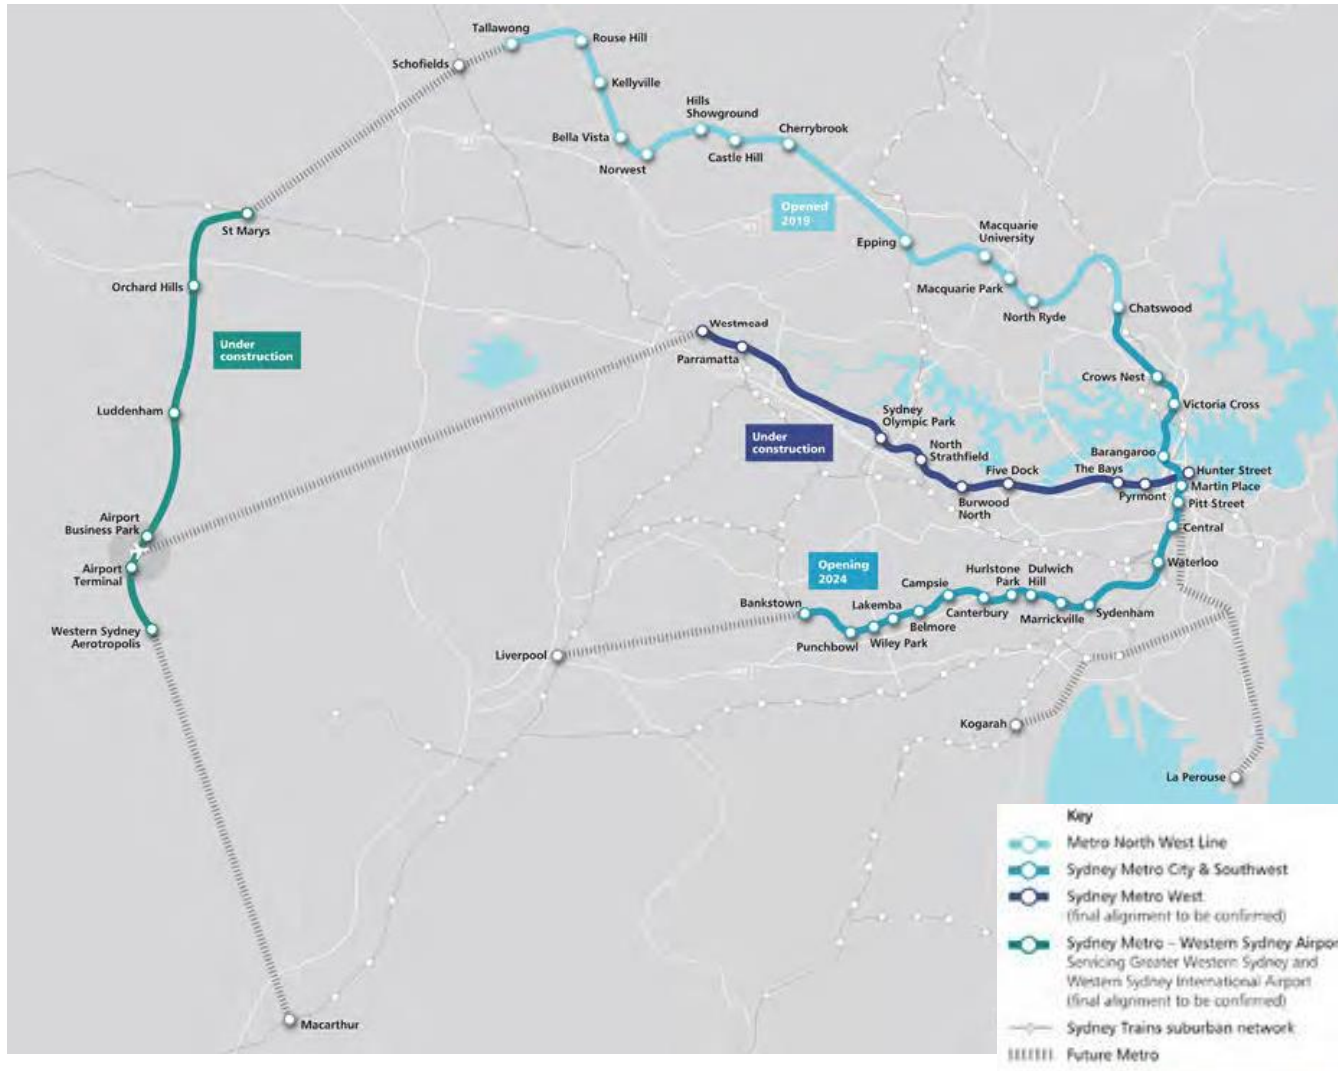 Tallawong
Rouse Hill
Schofields
Kellyville
Hills
Showground
Bella Vista
Cherrybrook
Castle Hill
Norwest
Opened
2019
St Marys
Macquarie
University
Epping
Orchard Hills
Macquarie Park
North Ryde
Chatswood
Under
construction
Westmead
Parramatta
Crows Nest
Luddenham
Victoria Cross
Sydney
Olympic Park
Under
construction
North
Strathfield
Barangaroo
Five Dock
The Bays
Hunter Street
Martin Place
Pyrmont
Burwood
North
Pitt Street
Airport
Business Park
Central
Airport
Terminal
Opening
2024
Waterloo
Hurlstone
Park
Dulwich
Hill
Campsie
Bankstown
Lakemba
Belmore
Canterbury
Marrickville
Sydenham
Punchbowl
Wiley Park
Western Sydney
Aerotropolis
Liverpool
Kogarah
La Perouse
Macarthur
Key
Metro North West Line
Sydney Metro City & Southwest
Sydney Metro West
(final alignment to be confirmed)
Sydney Metro – Western Sydney Airpor
Servicing Greater Western Sydney and
Western Sydney International Airport
(final alignment to be confirmed)
Sydney Trains suburban network
Future Metro